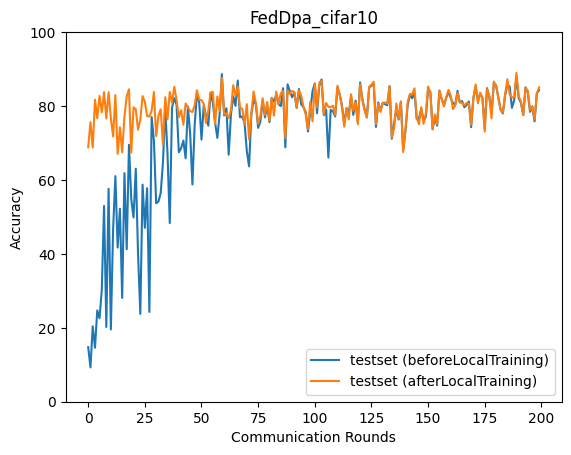 FedDpa_cifar10
100
80
60
40
20
0
Accuracy
testset (beforeLocalTraining)
testset (afterLocalTraining)
0 25 50 75 100 125 150 175 200
Communication Rounds